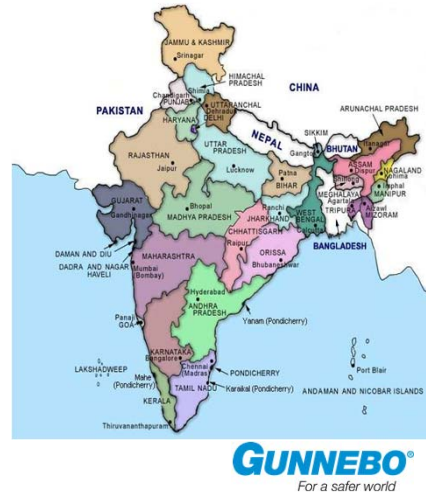 JAMMU & KASHMIR
Srinagar
HIMACHAL
PRADESH
Shimla
CHINA
Chandigarh
PUNJAB
UTTARANCHAL
Dehradun
PAKISTAN
HARYANA
DELHI
ARUNACHAL PRADESH
NEPAL
SIKKIM
Gangtok
BHUTAN
Itanagar
RAJASTHAN
Jaipur
UTTAR
PRADESH
Lucknow
ASSAM
Dispur
NAGALAND
Kohima
Shillong
MEGHALAYA
Imphal
MANIPUR
Patna
BIHAR
Agartala
TRIPURA
Aizawl
MIZORAM
GUJARAT
Gandhinagar
Bhopal
MADHYA PRADESH
Ranchi
JHARKHAND
WEST
BENGAL
Calcutta
CHHATTISGARH
Raipur
BANGLADESH
DAMAN AND DIU
DADRA AND NAGAR
HAVELI
MAHARASHTRA
Mumbai
(Bombay)
ORISSA
Bhubaneshwar
Hyderabad
ANDHRA
PRADESH
Yanam (Pondicherry)
Panaji
GOA
KARNATAKA
Bangalore
Chennai
(Madras)
PONDICHERRY
Port Blair
LAKSHADWEEP
Mahe
(Pondicherry)
TAMIL NADU
Karaikal (Pondicherry)
ANDAMAN AND NICOBAR ISLANDS
KERALA
Thiruvananthapuram
GUNNEBO®
For a safer world